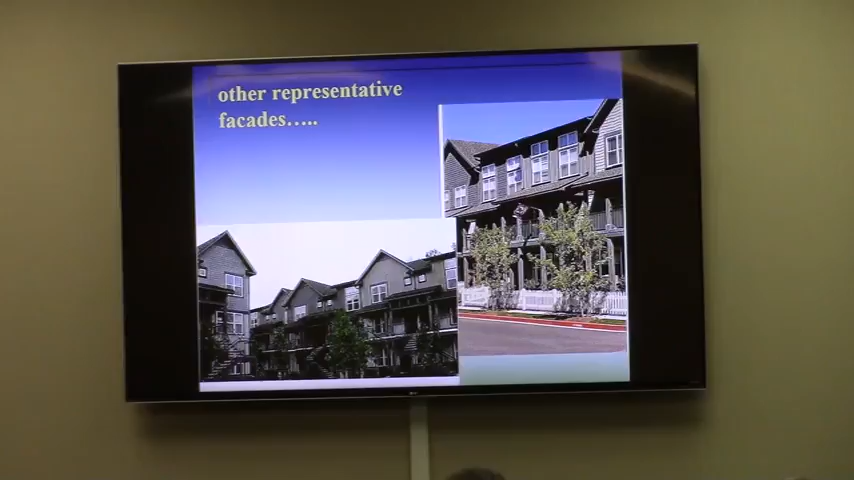 other representative
facades.....